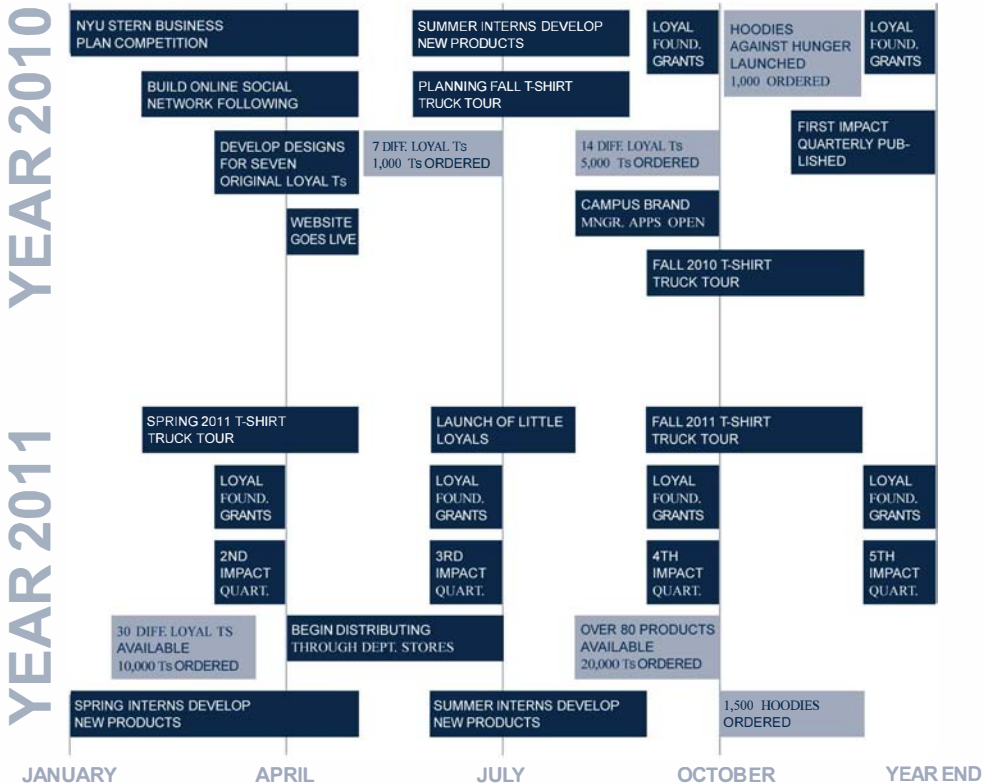 YEAR 2010
NYU STERN BUSINESS
PLAN COMPETITION
SUMMER INTERNS DEVELOP
NEW PRODUCTS
LOYAL
FOUND.
GRANTS
HOODIES
AGAINST HUNGER
LAUNCHED
1,000 ORDERED
LOYAL
FOUND.
GRANTS
BUILD ONLINE SOCIAL
NETWORK FOLLOWING
PLANNING FALL T-SHIRT
TRUCK TOUR
FIRST IMPACT
QUARTERLY PUB-
LISHED
DEVELOP DESIGNS
FOR SEVEN
ORIGINAL LOYAL Ts
7 DIFF. LOYAL Ts
1,000 Ts ORDERED
14 DIFF. LOYAL Ts
5,000 Ts ORDERED
CAMPUS BRAND
MNGR. APPS OPEN
WEBSITE
GOES LIVE
FALL 2010 T-SHIRT
TRUCK TOUR
YEAR 2011
SPRING 2011 T-SHIRT
TRUCK TOUR
LAUNCH OF LITTLE
LOYALS
FALL 2011 T-SHIRT
TRUCK TOUR
LOYAL
FOUND.
GRANTS
LOYAL
FOUND.
GRANTS
LOYAL
FOUND.
GRANTS
LOYAL
FOUND.
GRANTS
2ND
IMPACT
QUART.
3RD
IMPACT
QUART.
4TH
IMPACT
QUART.
5TH
IMPACT
QUART.
30 DIFF. LOYAL TS
AVAILABLE
10,000 Ts ORDERED
BEGIN DISTRIBUTING
THROUGH DEPT. STORES
OVER 80 PRODUCTS
AVAILABLE
20,000 Ts ORDERED
SPRING INTERNS DEVELOP
NEW PRODUCTS
SUMMER INTERNS DEVELOP
NEW PRODUCTS
1,500 HOODIES
ORDERED
JANUARY
APRIL
JULY
OCTOBER
YEAR END